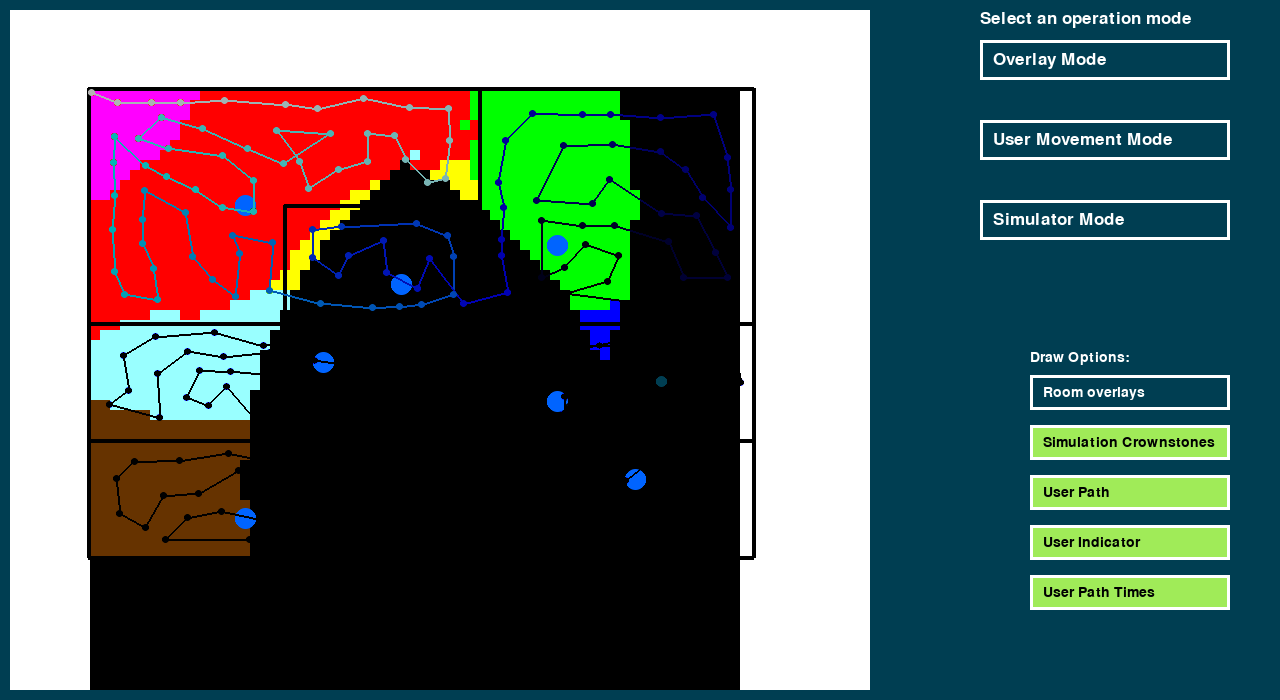 Select an operation mode
Overlay Mode
User Movement Mode
Simulator Mode
Draw Options:
Room overlays
Simulation Crownstones
User Path
User Indicator
User Path Times